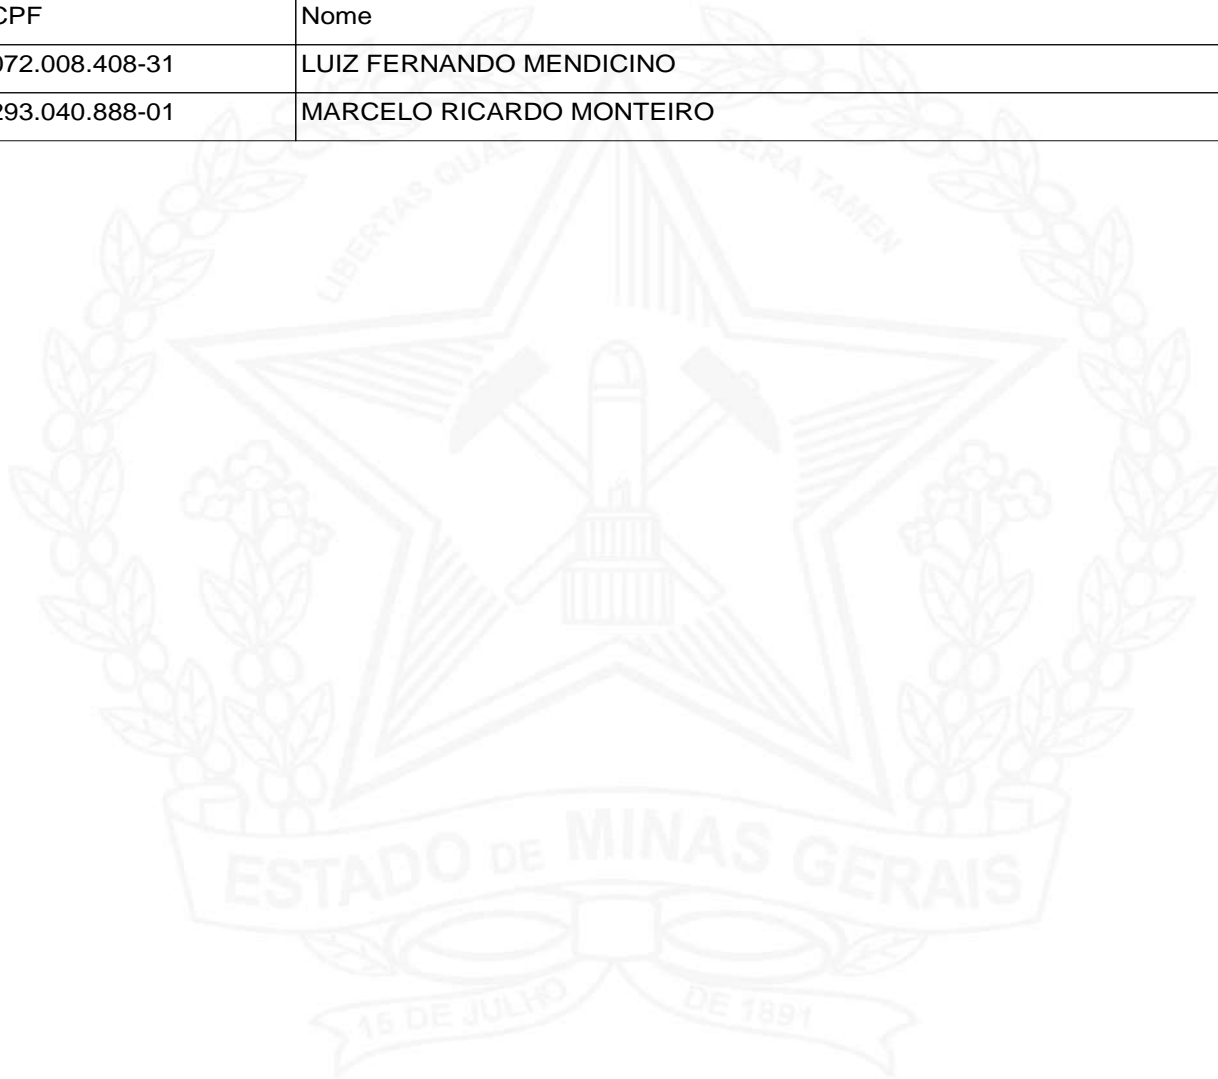 CPF Nome
072.008.408-31 LUIZ FERNANDO MENDICINO
293.040.888-01 MARCELO RICARDO MONTEIRO
LIBERTAS QUAE SERA TAMEN
ESTADO DE MINAS GERAIS
15 DE JULHO DE 1891